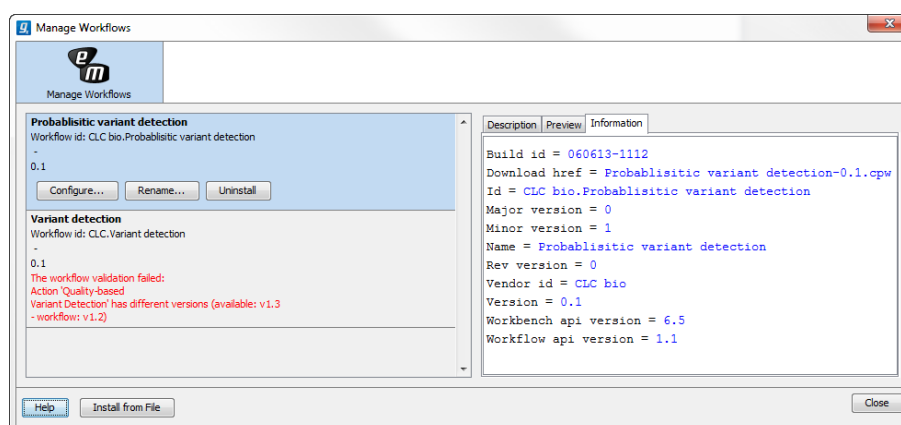 Manage Workflows
Manage Workflows
Probablisitic variant detection
Workflow id: CLC bio.Probablisitic variant detection
-
0.1
Configure... Rename... Uninstall
Variant detection
Workflow id: CLC.Variant detection
-
0.1
The workflow validation failed:
Action 'Quality-based
Variant Detection' has different versions (available: v1.3
- workflow: v1.2)
Description Preview Information
Build id = 060613-1112
Download href = Probablisitic variant detection-0.1.cpw
Id = CLC bio.Probablisitic variant detection
Major version = 0
Minor version = 1
Name = Probablisitic variant detection
Rev version = 0
Vendor id = CLC bio
Version = 0.1
Workbench api version = 6.5
Workflow api version = 1.1
Help Install from File Close